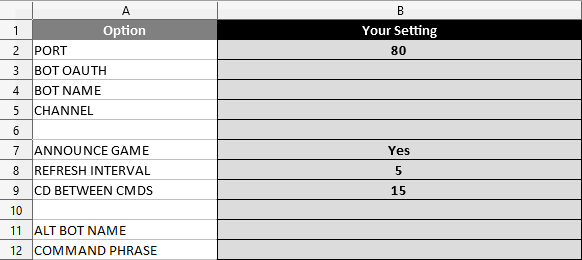 A B
1 Option Your Setting
2 PORT 80
3 BOT OAUTH
4 BOT NAME
5 CHANNEL
6
7 ANNOUNCE GAME Yes
8 REFRESH INTERVAL 5
9 CD BETWEEN CMDS 15
10
11 ALT BOT NAME
12 COMMAND PHRASE